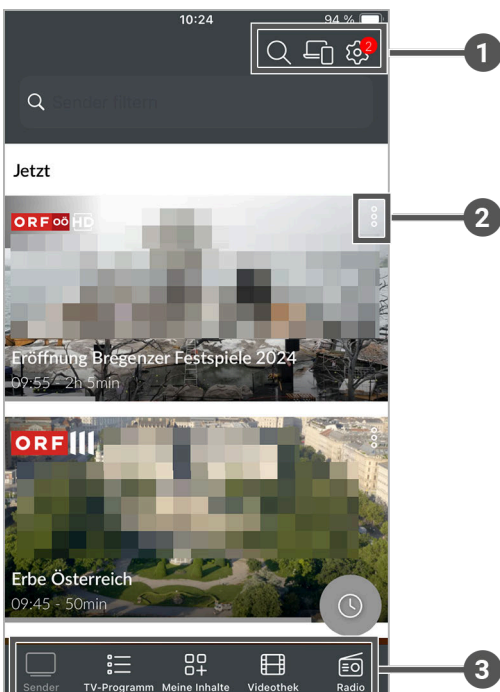 10:24 94 %
2
1
Sender filtern
Jetzt
ORF OÖ HD
2
Eröffnung Bregenzer Festspiele 2024
09:55 - 2h 5min
ORF III
Erbe Österreich
09:45 - 50min
Sender TV-Programm Meine Inhalte Videothek Radio
3